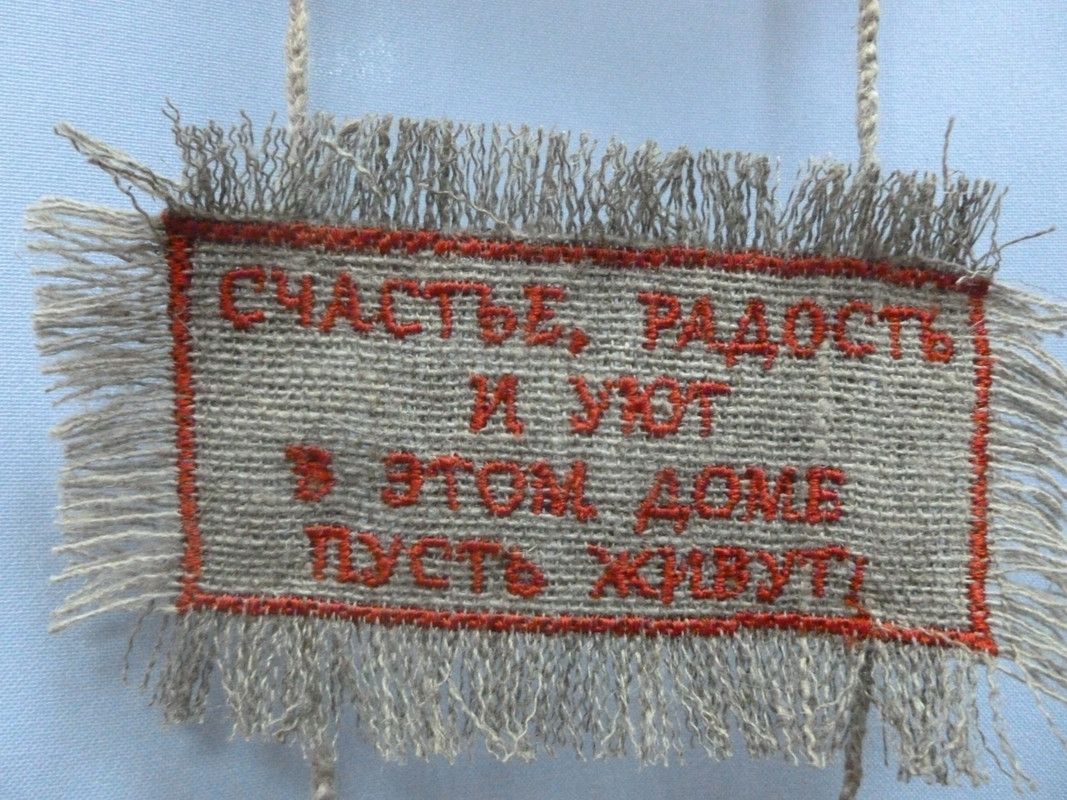 СЧАСТЬЕ, РАДОСТЬ
И УЮТ
В ЭТОМ ДОМЕ
ПУСТЬ ЖИВУТ!